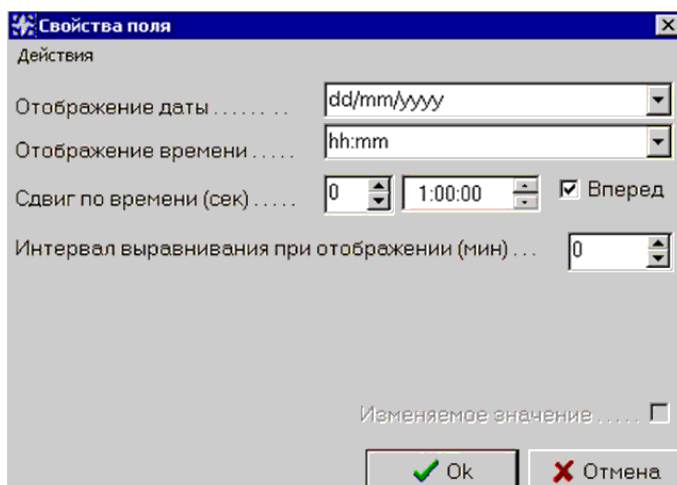 Свойства поля
Действия
Отображение даты ....... ..
dd/mm/yyyy
Отображение времени .....
hh:mm
Сдвиг по времени (сек) .....
0
1:00:00
Вперед
Интервал выравнивания при отображении (мин) ...
0
Изменяемое значение .....
Ok
Отмена